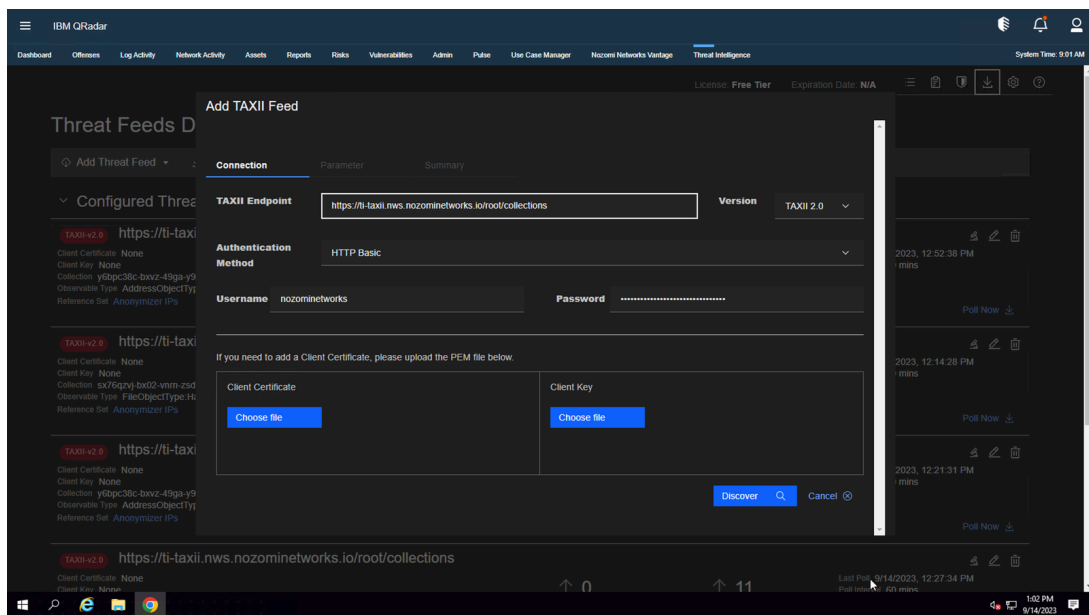 IBM QRadar
Dashboard Offenses Log Activity Network Activity Assets Reports Risks Vulnerabilities Admin Pulse Use Case Manager Nozomi Networks Vantage Threat Intelligence System Time: 9:01 AM
License: Free Tier Expiration Date: N/A
Add TAXII Feed
Threat Feeds D
Add Threat Feed
Connection Parameter Summary
Configured Threa
TAXII Endpoint https://ti-taxii.nws.nozominetworks.io/root/collections Version TAXII 2.0
TAXII-v2.0 https://ti-taxi
Authentication Method HTTP Basic
Client Certificate None 2023, 12:52:38 PM
Client Key None mins
Collection y6bpc38c-bxvz-49ga-y9
Observable Type AddressObjectTyp
Reference Set Anonymizer IPs
Username nozominetworks Password
Poll Now
TAXII-v2.0 https://ti-taxi
If you need to add a Client Certificate, please upload the PEM file below.
Client Certificate None 2023, 12:14:28 PM
Client Key None mins
Collection sx76qzvj-bx02-vnrn-zsd
Observable Type FileObjectType:Ha
Reference Set Anonymizer IPs
Client Certificate Client Key
Choose file Choose file
Poll Now
TAXII-v2.0 https://ti-taxi
Client Certificate None 2023, 12:21:31 PM
Client Key None mins
Collection y6bpc38c-bxvz-49ga-y9
Observable Type AddressObjectTyp
Reference Set Anonymizer IPs
Discover Cancel
Poll Now
TAXII-v2.0 https://ti-taxii.nws.nozominetworks.io/root/collections
Client Certificate None 0 11 Last Poll 9/14/2023, 12:27:34 PM
Client Key None Poll Interval 60 mins
1:02 PM
9/14/2023